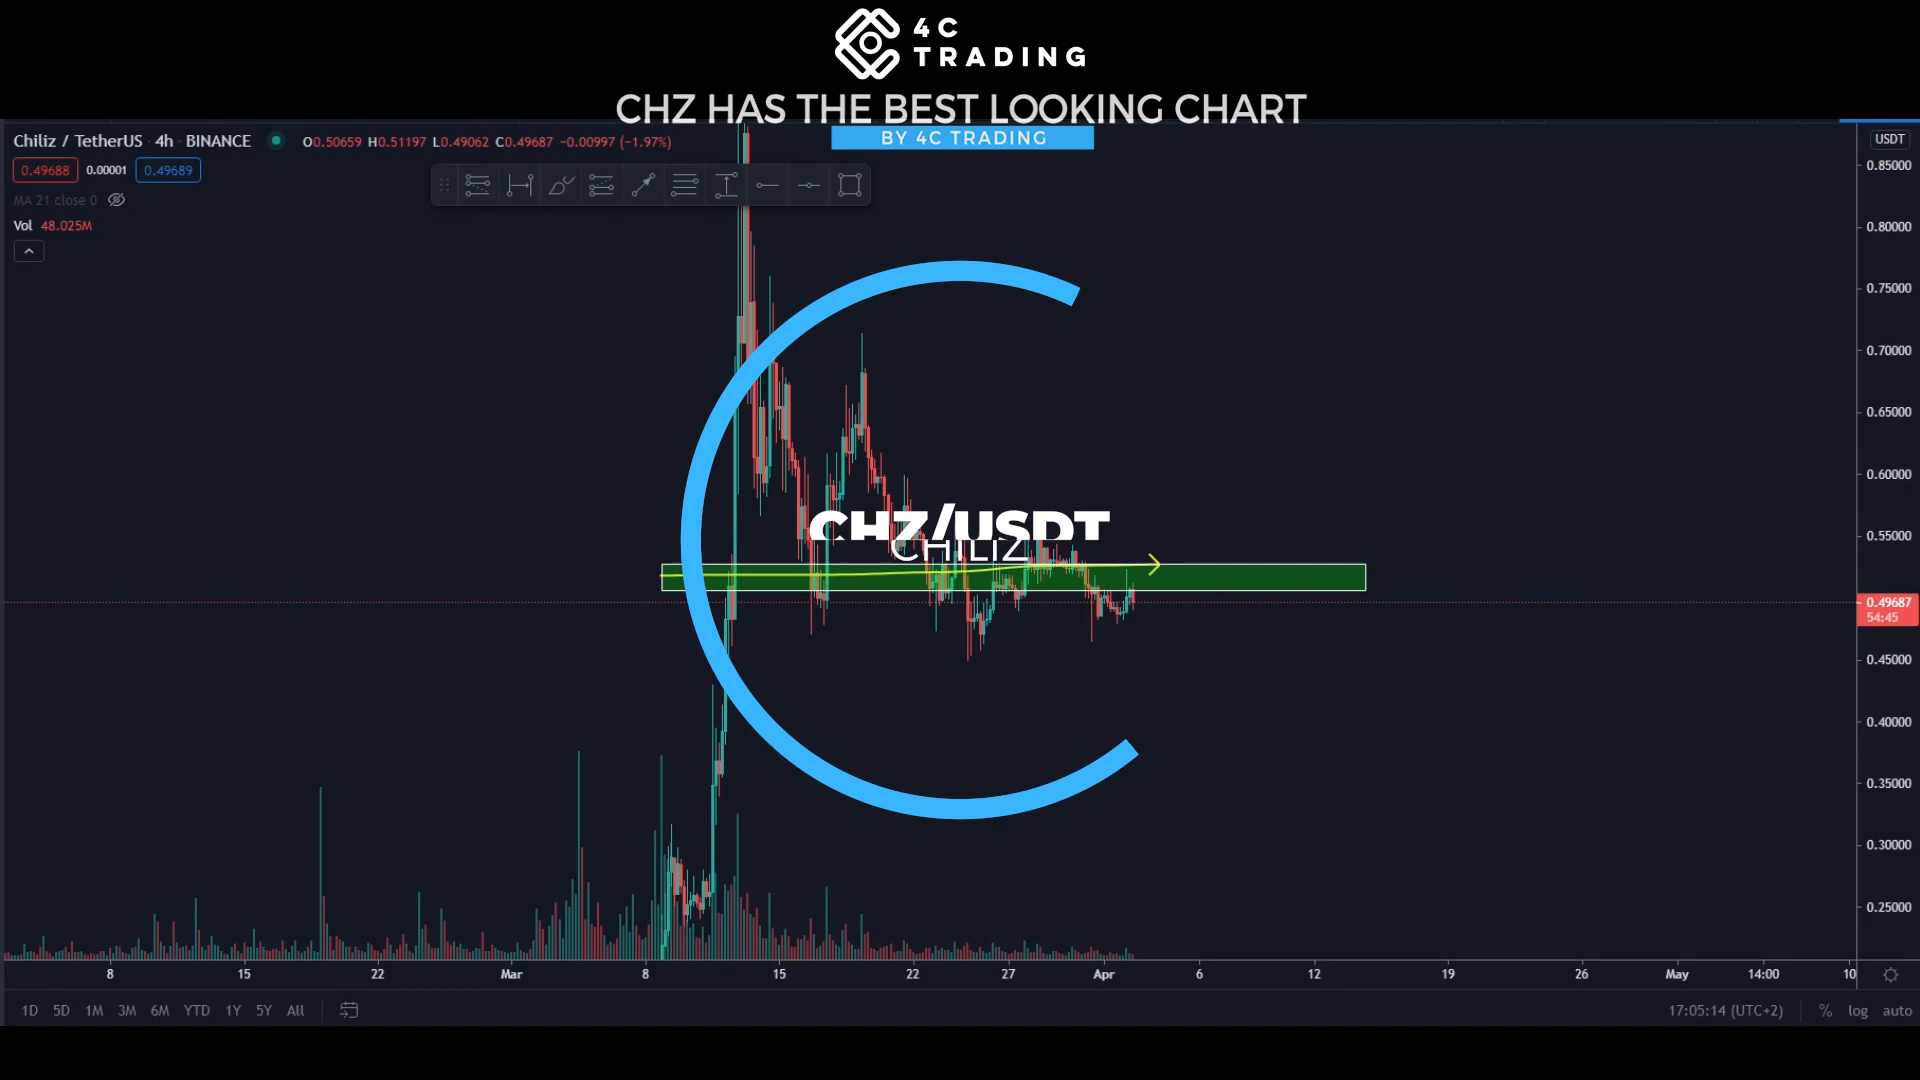 4C
TRADING
CHZ HAS THE BEST LOOKING CHART
BY 4C TRADING
Chiliz / TetherUS · 4h · BINANCE O0.50659 H0.51197 L0.49062 C0.49687 −0.00997 (−1.97%)
USDT
0.49688 0.00001 0.49689
MA 21 close 0
Vol 48.025M
0.85000
0.80000
0.75000
0.70000
0.65000
0.60000
0.55000
CHZ/USDT
CHILIZ
0.49687
54:45
0.45000
0.40000
0.35000
0.30000
0.25000
8 15 22 Mar 8 15 22 27 Apr 6 12 19 26 May 14:00 10
1D 5D 1M 3M 6M YTD 1Y 5Y All 17:05:14 (UTC+2) % log auto